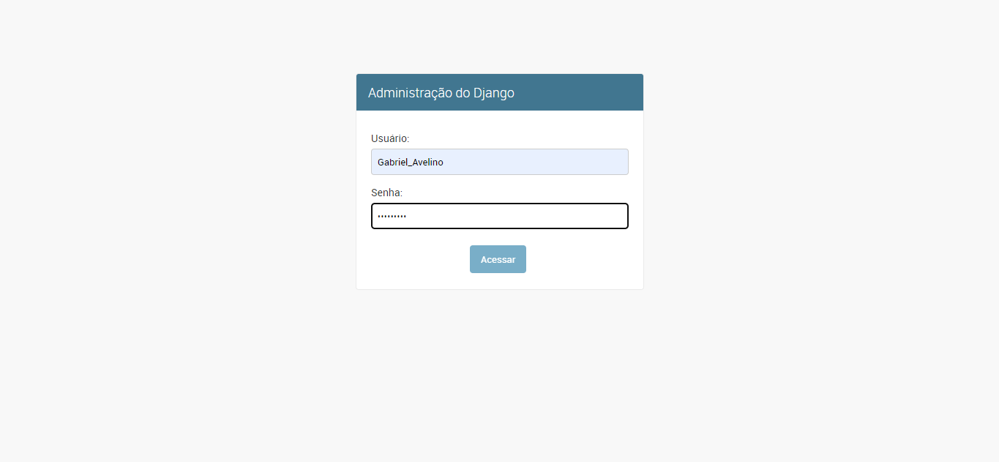 Administração do Django
Usuário:
Gabriel_Avelino
Senha:
•••••••••
Acessar